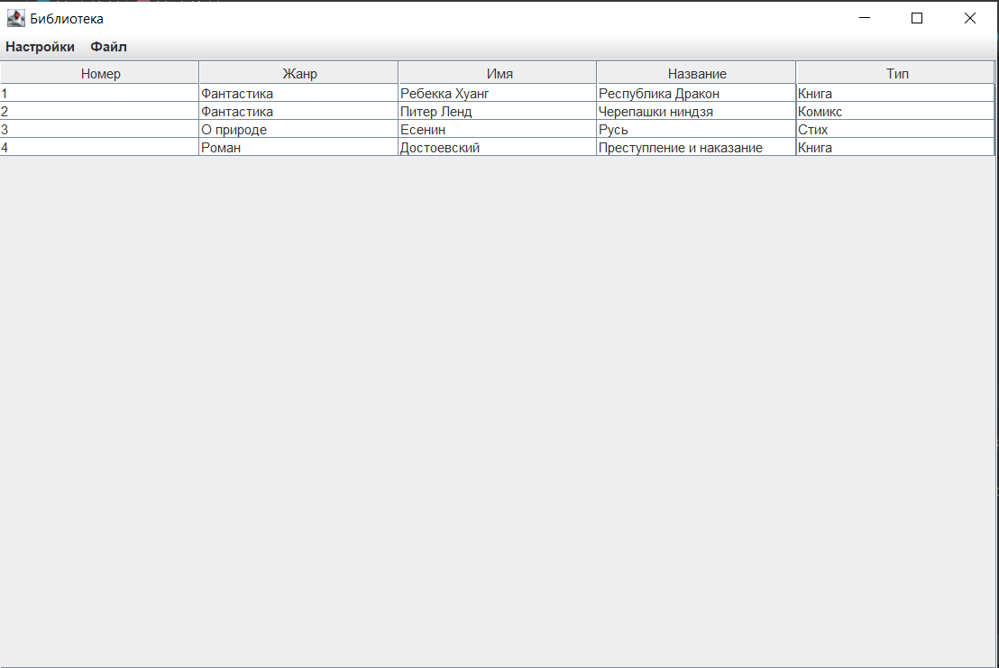 Библиотека
Настройки Файл
Номер Жанр Имя Название Тип
1 Фантастика Ребекка Хуанг Республика Дракон Книга
2 Фантастика Питер Ленд Черепашки ниндзя Комикс
3 О природе Есенин Русь Стих
4 Роман Достоевский Преступление и наказание Книга